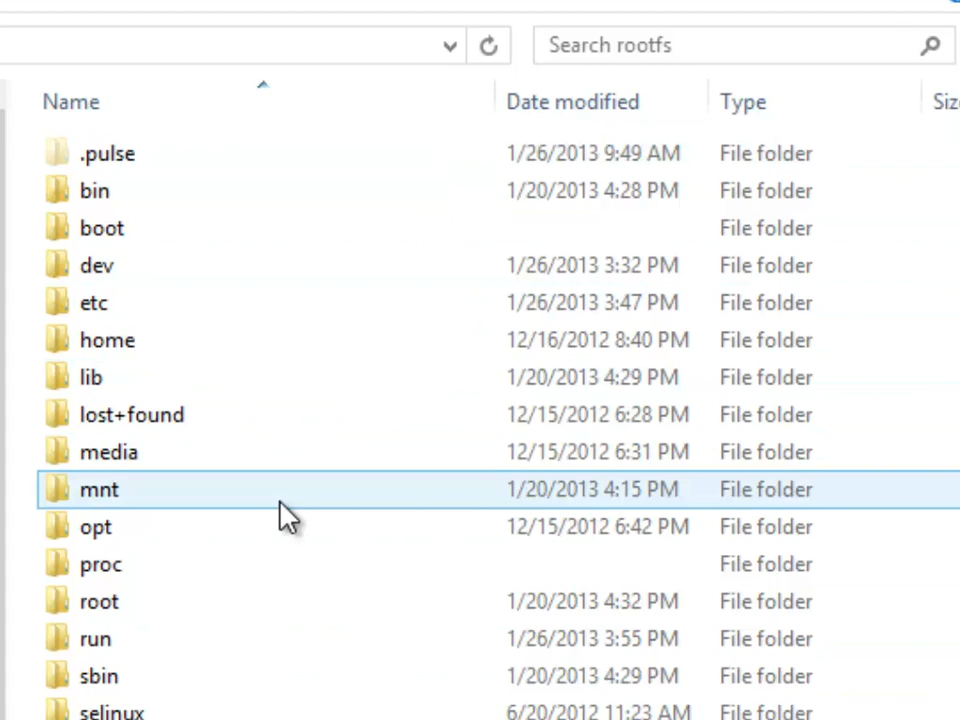 Search rootfs
Name Date modified Type Siz
.pulse 1/26/2013 9:49 AM File folder
bin 1/20/2013 4:28 PM File folder
boot File folder
dev 1/26/2013 3:32 PM File folder
etc 1/26/2013 3:47 PM File folder
home 12/16/2012 8:40 PM File folder
lib 1/20/2013 4:29 PM File folder
lost+found 12/15/2012 6:28 PM File folder
media 12/15/2012 6:31 PM File folder
mnt 1/20/2013 4:15 PM File folder
opt 12/15/2012 6:42 PM File folder
proc File folder
root 1/20/2013 4:32 PM File folder
run 1/26/2013 3:55 PM File folder
sbin 1/20/2013 4:29 PM File folder
selinux 6/20/2012 11:23 AM File folder